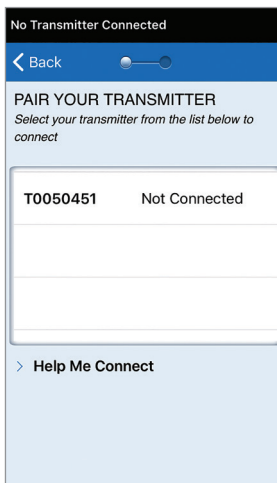 No Transmitter Connected
Back
PAIR YOUR TRANSMITTER
Select your transmitter from the list below to
connect
T0050451 Not Connected
Help Me Connect